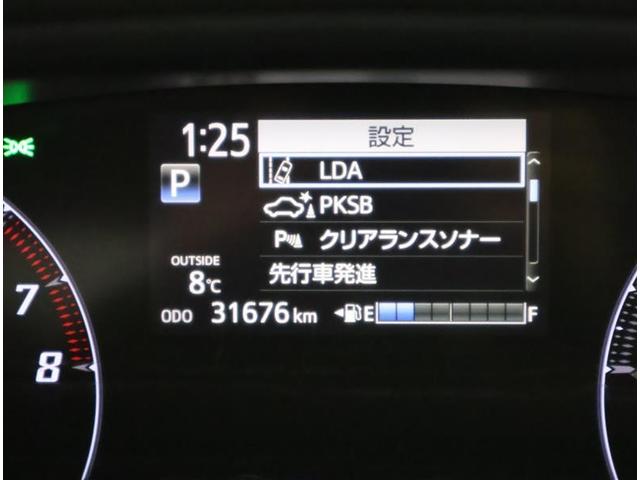 1:25
設定
LDA
P
PKSB
P クリアランスソナー
OUTSIDE
8℃
先行車発進
ODO 31676 km
E F
7
8